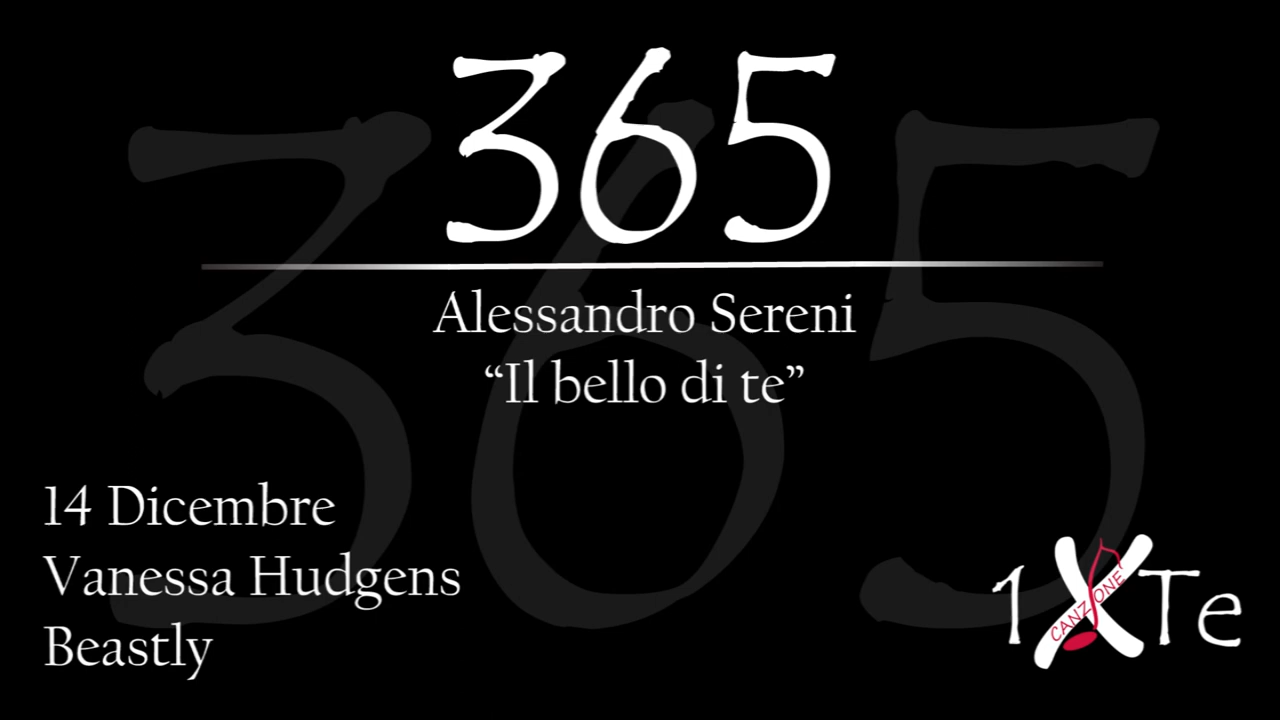 365
Alessandro Sereni
“Il bello di te”
14 Dicembre
Vanessa Hudgens
Beastly
1 X Te
CANZONE